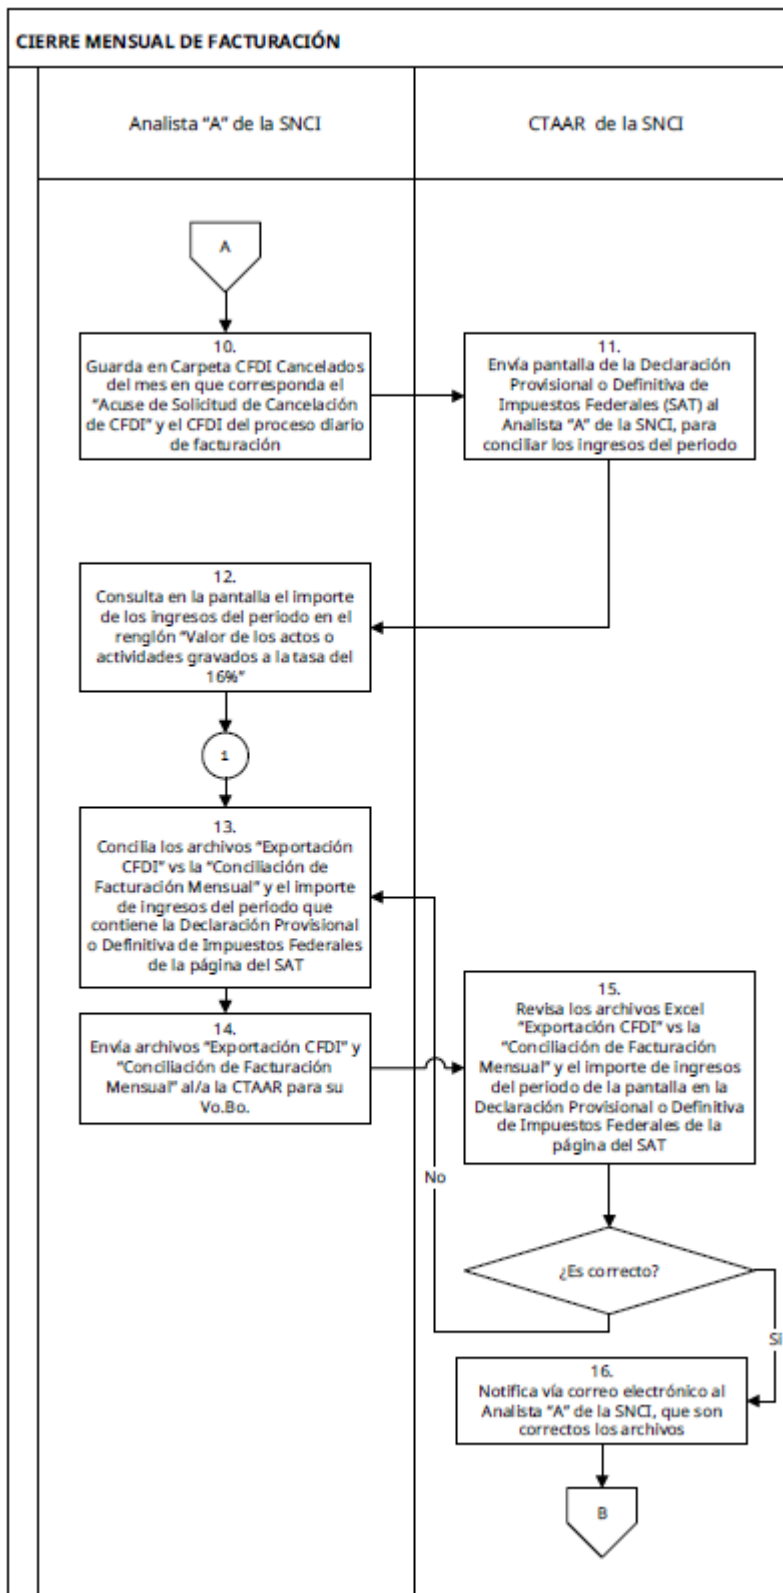 CIERRE MENSUAL DE FACTURACIÓN
Analista “A” de la SNCI
CTAAR de la SNCI
A
10.
Guarda en Carpeta CFDI Cancelados
del mes en que corresponda el
“Acuse de Solicitud de Cancelación
de CFDI” y el CFDI del proceso diario
de facturación
11.
Envía pantalla de la Declaración
Provisional o Definitiva de
Impuestos Federales (SAT) al
Analista “A” de la SNCI, para
conciliar los ingresos del periodo
12.
Consulta en la pantalla el importe
de los ingresos del periodo en el
renglón “Valor de los actos o
actividades gravados a la tasa del
16%”
1
13.
Concilia los archivos “Exportación
CFDI” vs la “Conciliación de
Facturación Mensual” y el importe
de ingresos del periodo que
contiene la Declaración Provisional
o Definitiva de Impuestos Federales
de la página del SAT
14.
Envía archivos “Exportación CFDI” y
“Conciliación de Facturación
Mensual” al/a la CTAAR para su
Vo.Bo.
15.
Revisa los archivos Excel
“Exportación CFDI” vs la
“Conciliación de Facturación
Mensual” y el importe de ingresos
del periodo de la pantalla en la
Declaración Provisional o Definitiva
de Impuestos Federales de la
página del SAT
No
¿Es correcto?
Si
16.
Notifica vía correo electrónico al
Analista “A” de la SNCI, que son
correctos los archivos
B